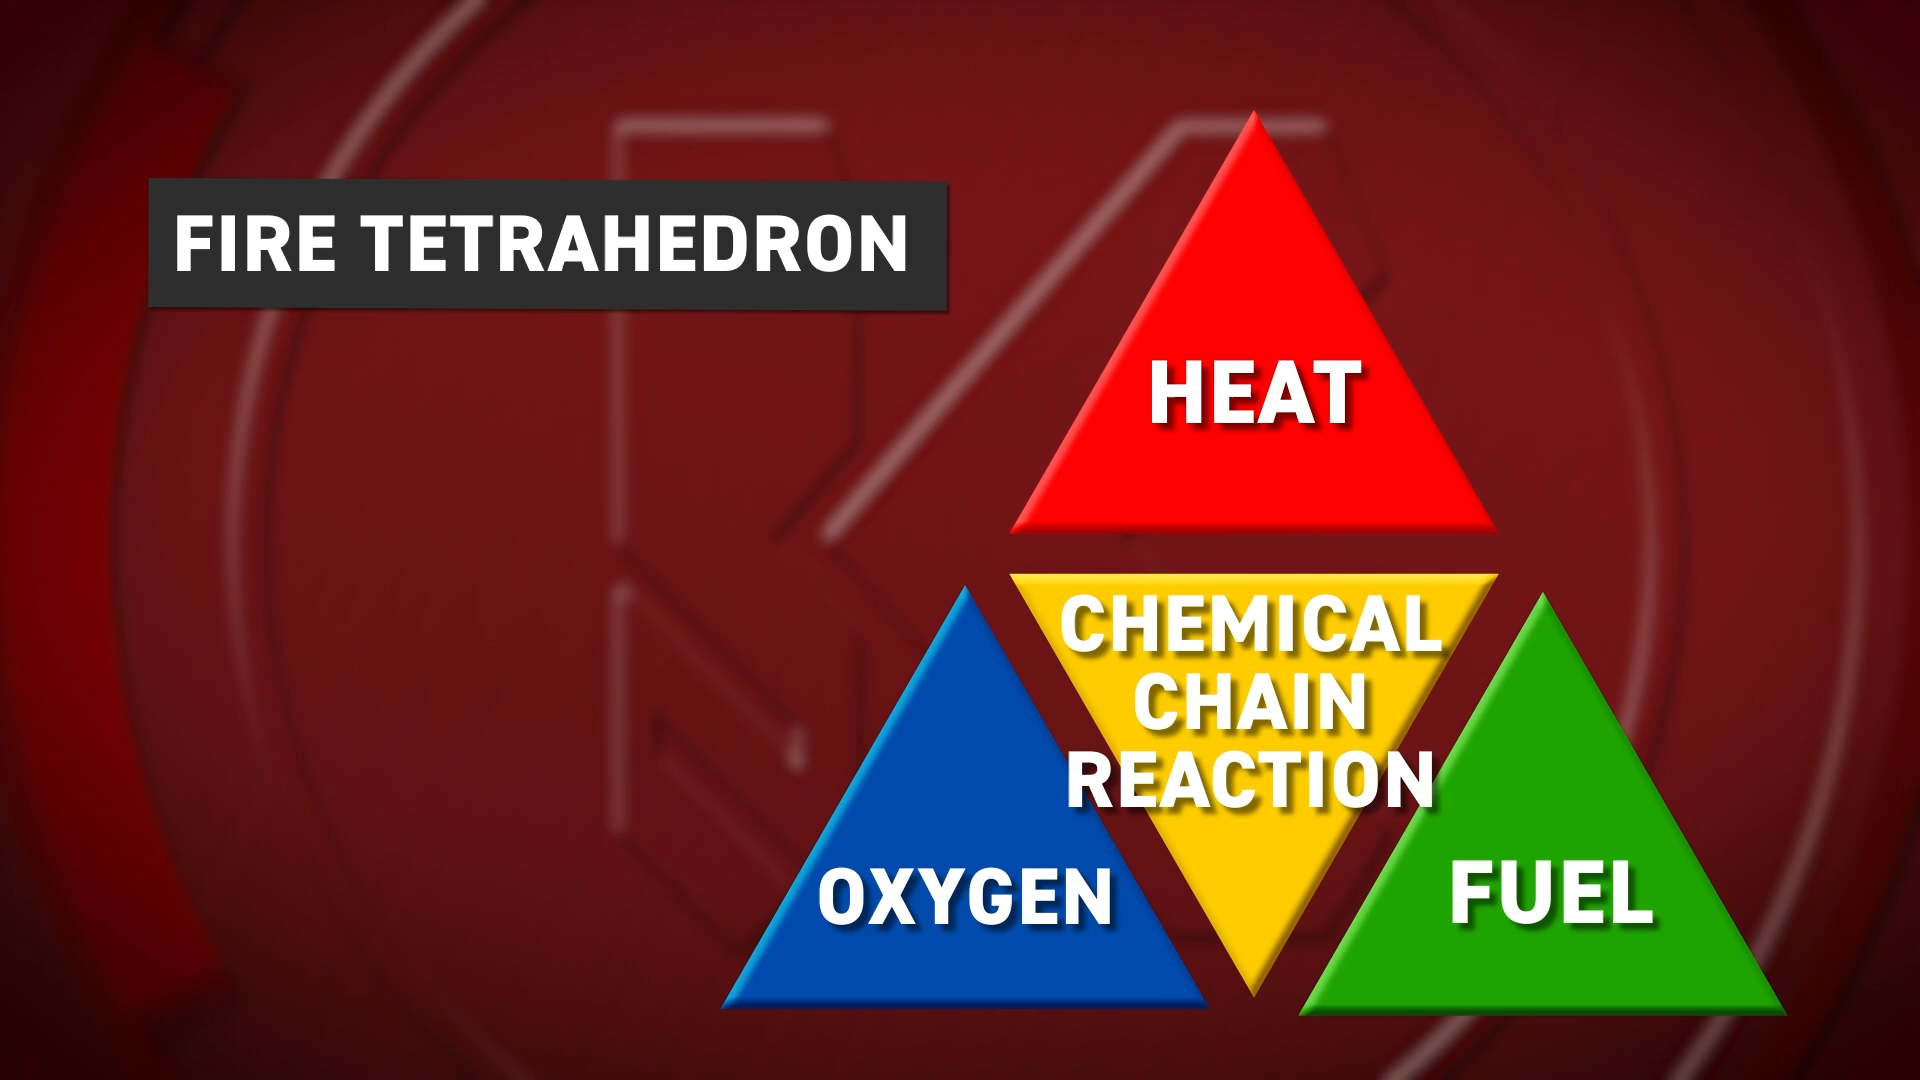 FIRE TETRAHEDRON
HEAT
CHEMICAL
CHAIN
REACTION
OXYGEN
FUEL